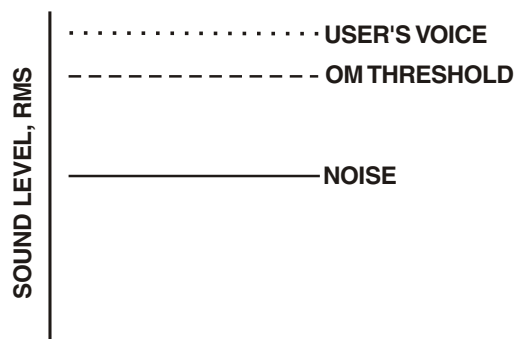 USER'S VOICE
OM THRESHOLD
NOISE
SOUND LEVEL, RMS